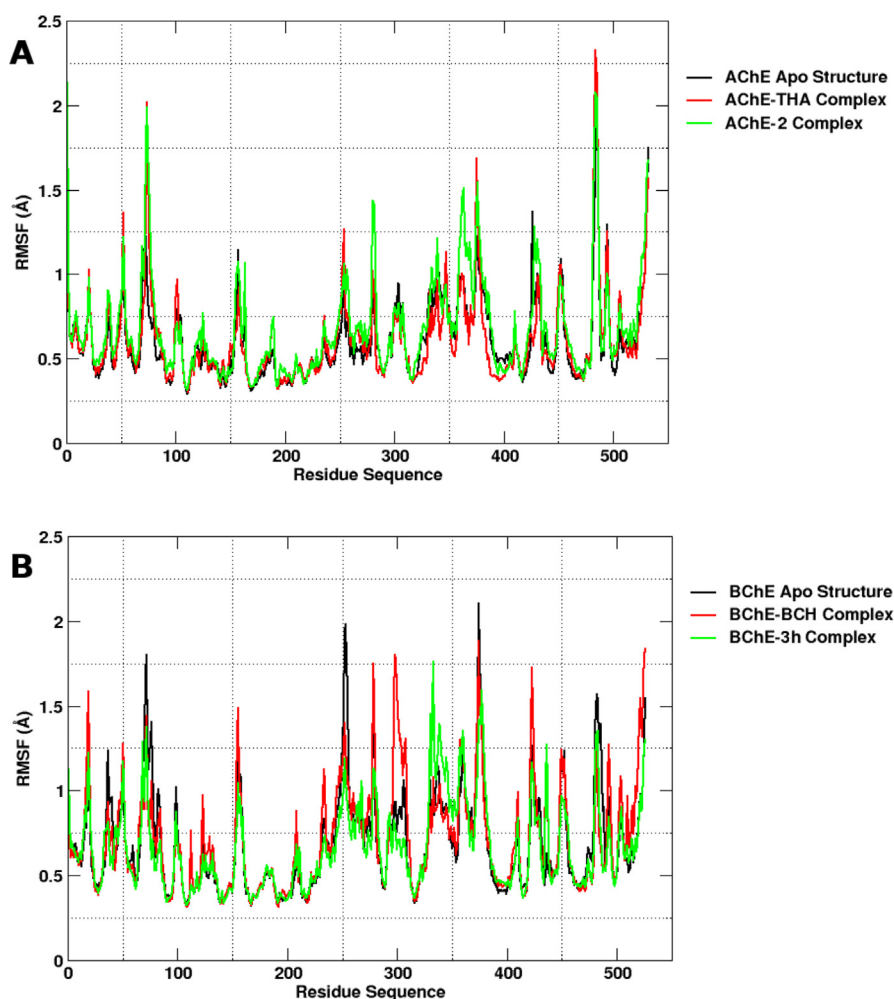 A
2.5
2
1.5
1
0.5
0
RMSF (Å)
0 100 200 300 400 500
Residue Sequence
AChE Apo Structure
AChE-THA Complex
AChE-2 Complex
B
2.5
2
1.5
1
0.5
0
RMSF (Å)
0 100 200 300 400 500
Residue Sequence
BChE Apo Structure
BChE-BCH Complex
BChE-3h Complex